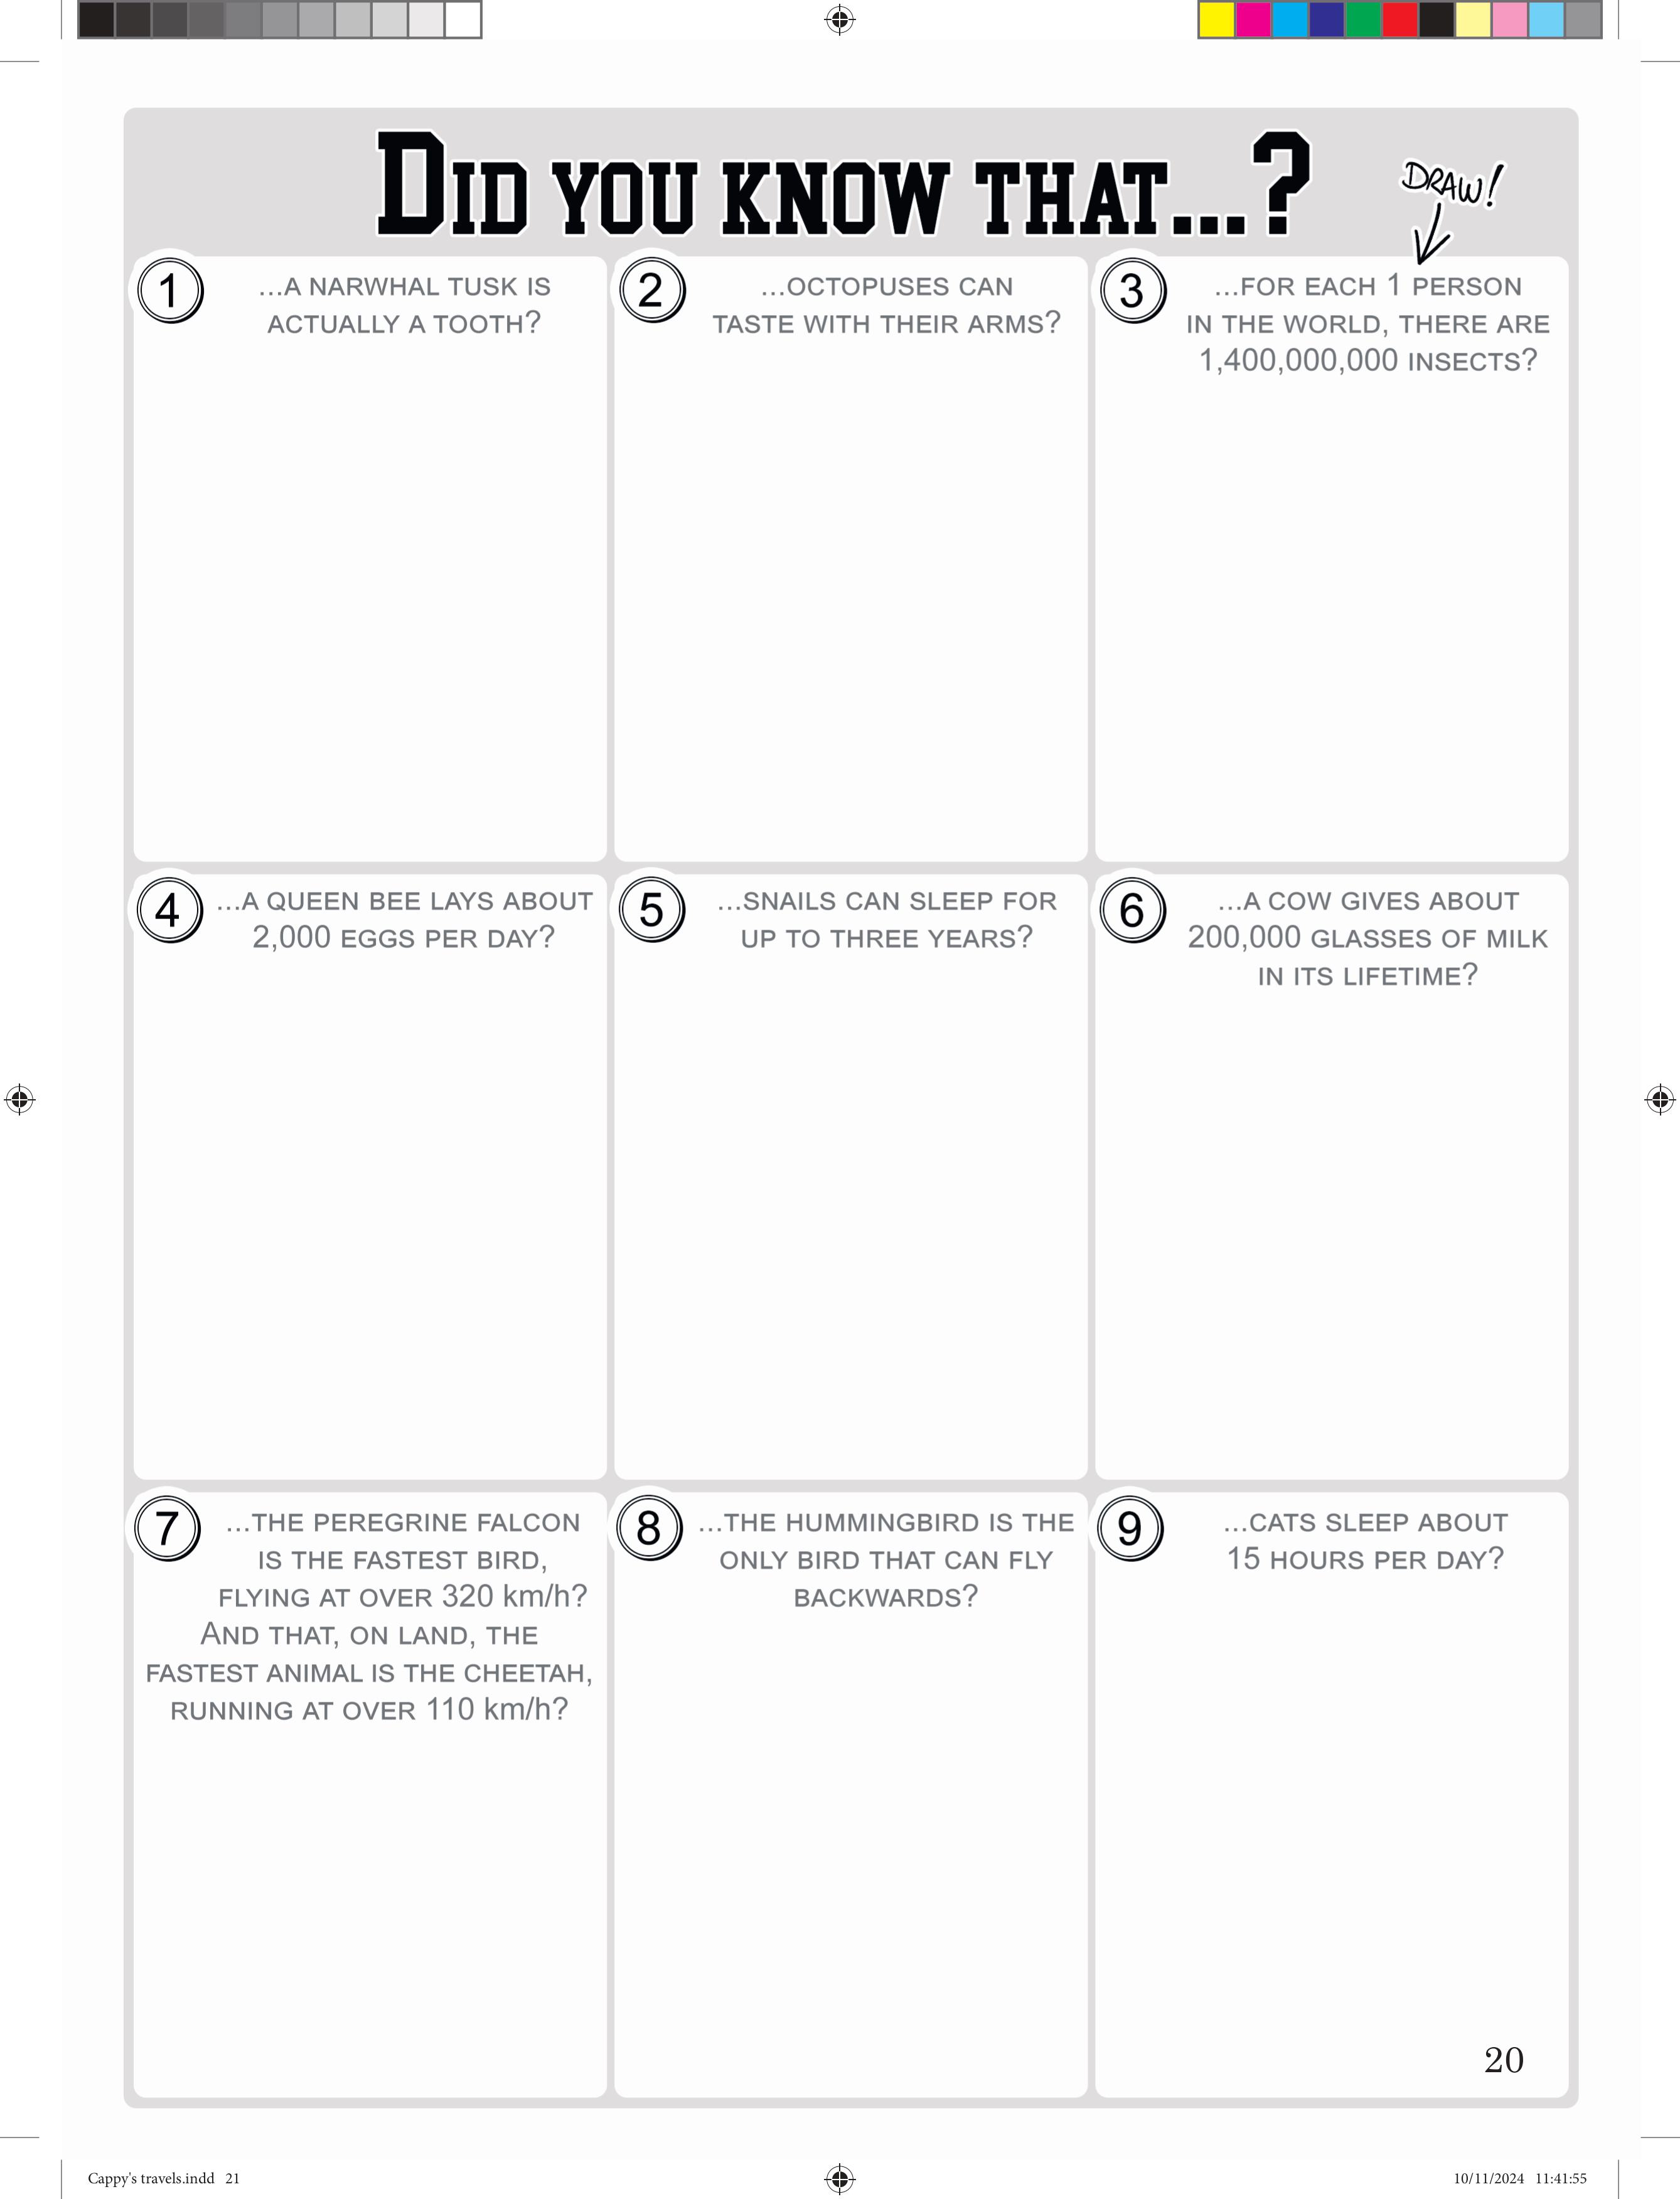 DID YOU KNOW THAT...?
DRAW!
1
...A NARWHAL TUSK IS
ACTUALLY A TOOTH?
2
...OCTOPUSES CAN
TASTE WITH THEIR ARMS?
3
...FOR EACH 1 PERSON
IN THE WORLD, THERE ARE
1,400,000,000 INSECTS?
4
...A QUEEN BEE LAYS ABOUT
2,000 EGGS PER DAY?
5
...SNAILS CAN SLEEP FOR
UP TO THREE YEARS?
6
...A COW GIVES ABOUT
200,000 GLASSES OF MILK
IN ITS LIFETIME?
7
...THE PEREGRINE FALCON
IS THE FASTEST BIRD,
FLYING AT OVER 320 km/h?
AND THAT, ON LAND, THE
FASTEST ANIMAL IS THE CHEETAH,
RUNNING AT OVER 110 km/h?
8
...THE HUMMINGBIRD IS THE
ONLY BIRD THAT CAN FLY
BACKWARDS?
9
...CATS SLEEP ABOUT
15 HOURS PER DAY?
20
Cappy's travels.indd 21
10/11/2024 11:41:55